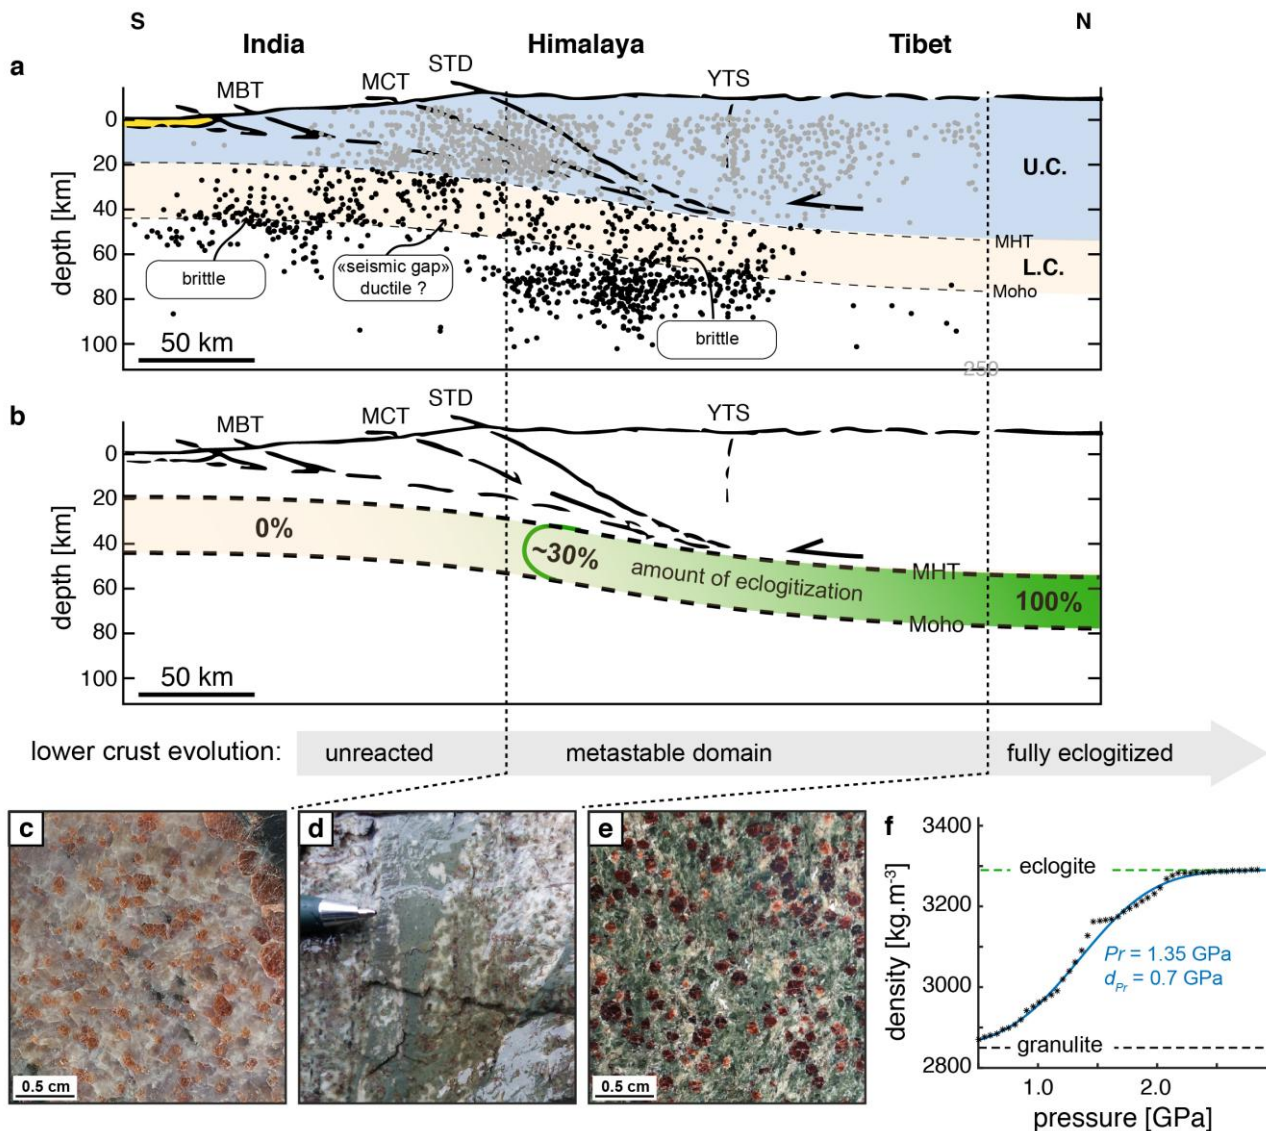 S
N
India
Himalaya
Tibet
a
STD
MBT
MCT
YTS
0
20
40
60
80
100
depth [km]
U.C.
MHT
L.C.
Moho
brittle
«seismic gap»
ductile ?
brittle
50 km
250
b
STD
MBT
MCT
YTS
0
20
40
60
80
100
depth [km]
0%
~30%
amount of eclogitization
MHT
100%
Moho
50 km
lower crust evolution:
unreacted
metastable domain
fully eclogitized
c
0.5 cm
d
e
0.5 cm
f
3400
3200
3000
2800
density [kg.m⁻³]
eclogite
Pr = 1.35 GPa
d_Pr = 0.7 GPa
granulite
1.0
2.0
pressure [GPa]